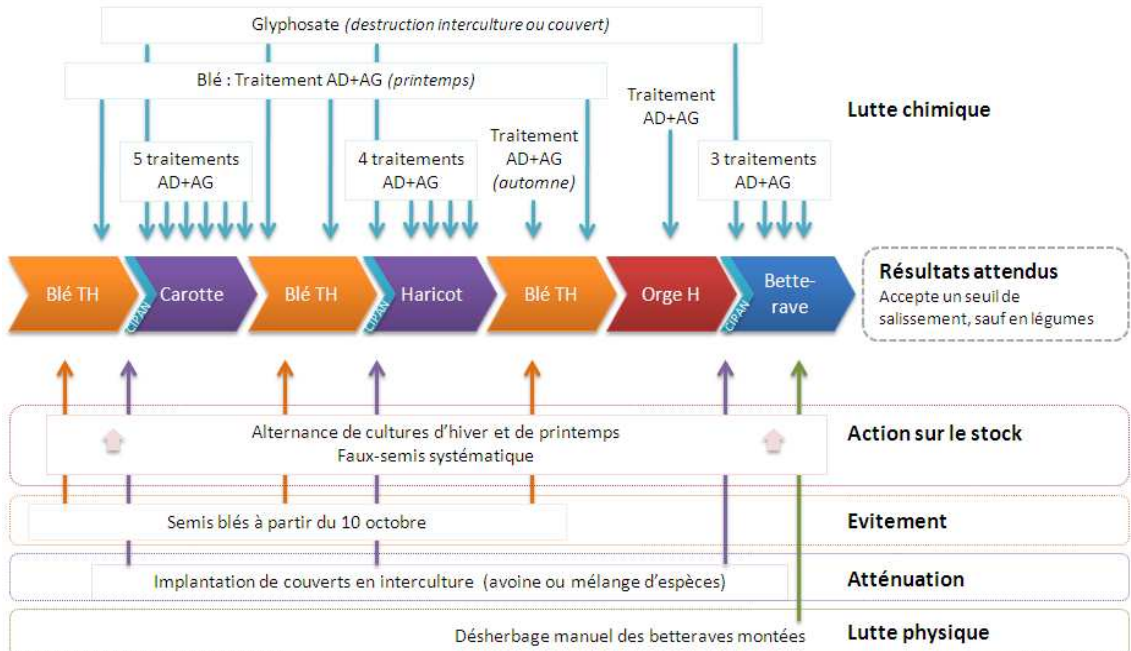 Glyphosate (destruction interculture ou couvert)
Blé : Traitement AD+AG (printemps)
Traitement
AD+AG
Lutte chimique
5 traitements
AD+AG
4 traitements
AD+AG
Traitement
AD+AG
(automne)
3 traitements
AD+AG
Blé TH
CIPAN
Carotte
Blé TH
CIPAN
Haricot
Blé TH
Orge H
CIPAN
Bette-
rave
Résultats attendus
Accepte un seuil de
salissement, sauf en légumes
Alternance de cultures d'hiver et de printemps
Faux-semis systématique
Action sur le stock
Semis blés à partir du 10 octobre
Evitement
Implantation de couverts en interculture (avoine ou mélange d'espèces)
Atténuation
Désherbage manuel des betteraves montées
Lutte physique